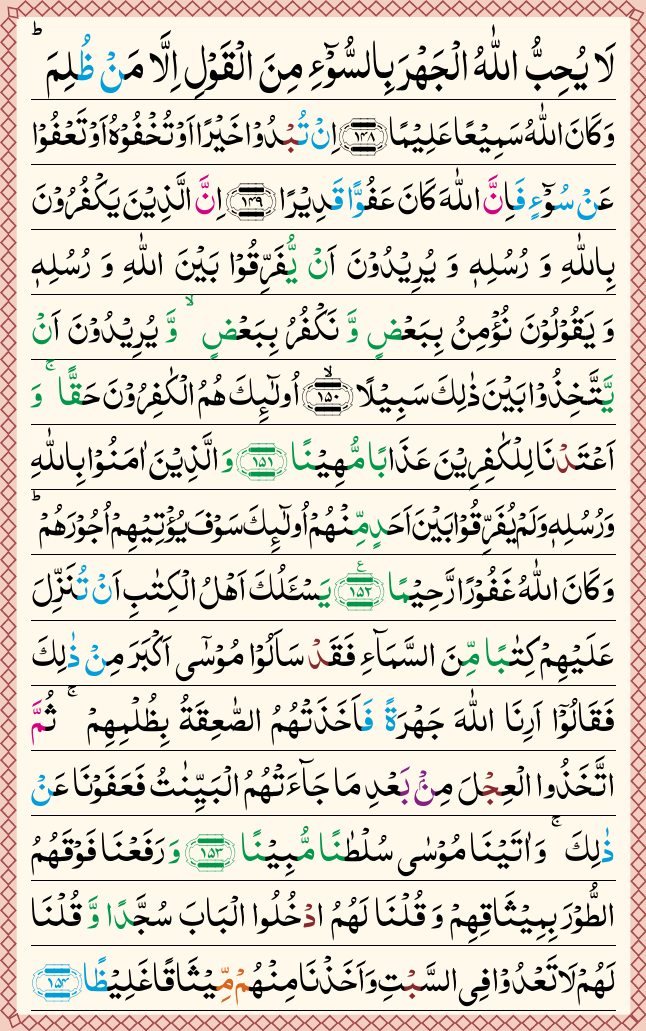 لَا يُحِبُّ اللّٰهُ الْجَهْرَ بِالسُّوْٓءِ مِنَ الْقَوْلِ اِلَّا مَنْ ظُلِمَ ؕ
وَكَانَ اللّٰهُ سَمِيْعًا عَلِيْمًا ﴿۱۴۸﴾ اِنْ تُبْدُوْا خَيْرًا اَوْ تُخْفُوْهُ اَوْ تَعْفُوْا
عَنْ سُوْٓءٍ فَاِنَّ اللّٰهَ كَانَ عَفُوًّا قَدِيْرًا ﴿۱۴۹﴾ اِنَّ الَّذِيْنَ يَكْفُرُوْنَ
بِاللّٰهِ وَ رُسُلِهٖ وَ يُرِيْدُوْنَ اَنْ يُّفَرِّقُوْا بَيْنَ اللّٰهِ وَ رُسُلِهٖ
وَ يَقُوْلُوْنَ نُؤْمِنُ بِبَعْضٍ وَّ نَكْفُرُ بِبَعْضٍ ۙ وَّ يُرِيْدُوْنَ اَنْ
يَّتَّخِذُوْا بَيْنَ ذٰلِكَ سَبِيْلًا ﴿۱۵۰﴾ۙ اُولٰٓئِكَ هُمُ الْكٰفِرُوْنَ حَقًّا ۚ وَ
اَعْتَدْنَا لِلْكٰفِرِيْنَ عَذَابًا مُّهِيْنًا ﴿۱۵۱﴾ وَ الَّذِيْنَ اٰمَنُوْا بِاللّٰهِ
وَرُسُلِهٖ وَلَمْ يُفَرِّقُوْا بَيْنَ اَحَدٍ مِّنْهُمْ اُولٰٓئِكَ سَوْفَ يُؤْتِيْهِمْ اُجُوْرَهُمْ ؕ
وَكَانَ اللّٰهُ غَفُوْرًا رَّحِيْمًا ﴿۱۵۲﴾ع يَسْـَٔلُكَ اَهْلُ الْكِتٰبِ اَنْ تُنَزِّلَ
عَلَيْهِمْ كِتٰبًا مِّنَ السَّمَآءِ فَقَدْ سَاَلُوْا مُوْسٰٓى اَكْبَرَ مِنْ ذٰلِكَ
فَقَالُوْٓا اَرِنَا اللّٰهَ جَهْرَةً فَاَخَذَتْهُمُ الصّٰعِقَةُ بِظُلْمِهِمْ ۚ ثُمَّ
اتَّخَذُوا الْعِجْلَ مِنْۢ بَعْدِ مَا جَآءَتْهُمُ الْبَيِّنٰتُ فَعَفَوْنَا عَنْ
ذٰلِكَ ۚ وَاٰتَيْنَا مُوْسٰى سُلْطٰنًا مُّبِيْنًا ﴿۱۵۳﴾ وَ رَفَعْنَا فَوْقَهُمُ
الطُّوْرَ بِمِيْثَاقِهِمْ وَ قُلْنَا لَهُمُ ادْخُلُوا الْبَابَ سُجَّدًا وَّ قُلْنَا
لَهُمْ لَا تَعْدُوْا فِى السَّبْتِ وَاَخَذْنَا مِنْهُمْ مِّيْثَاقًا غَلِيْظًا ﴿۱۵۴﴾